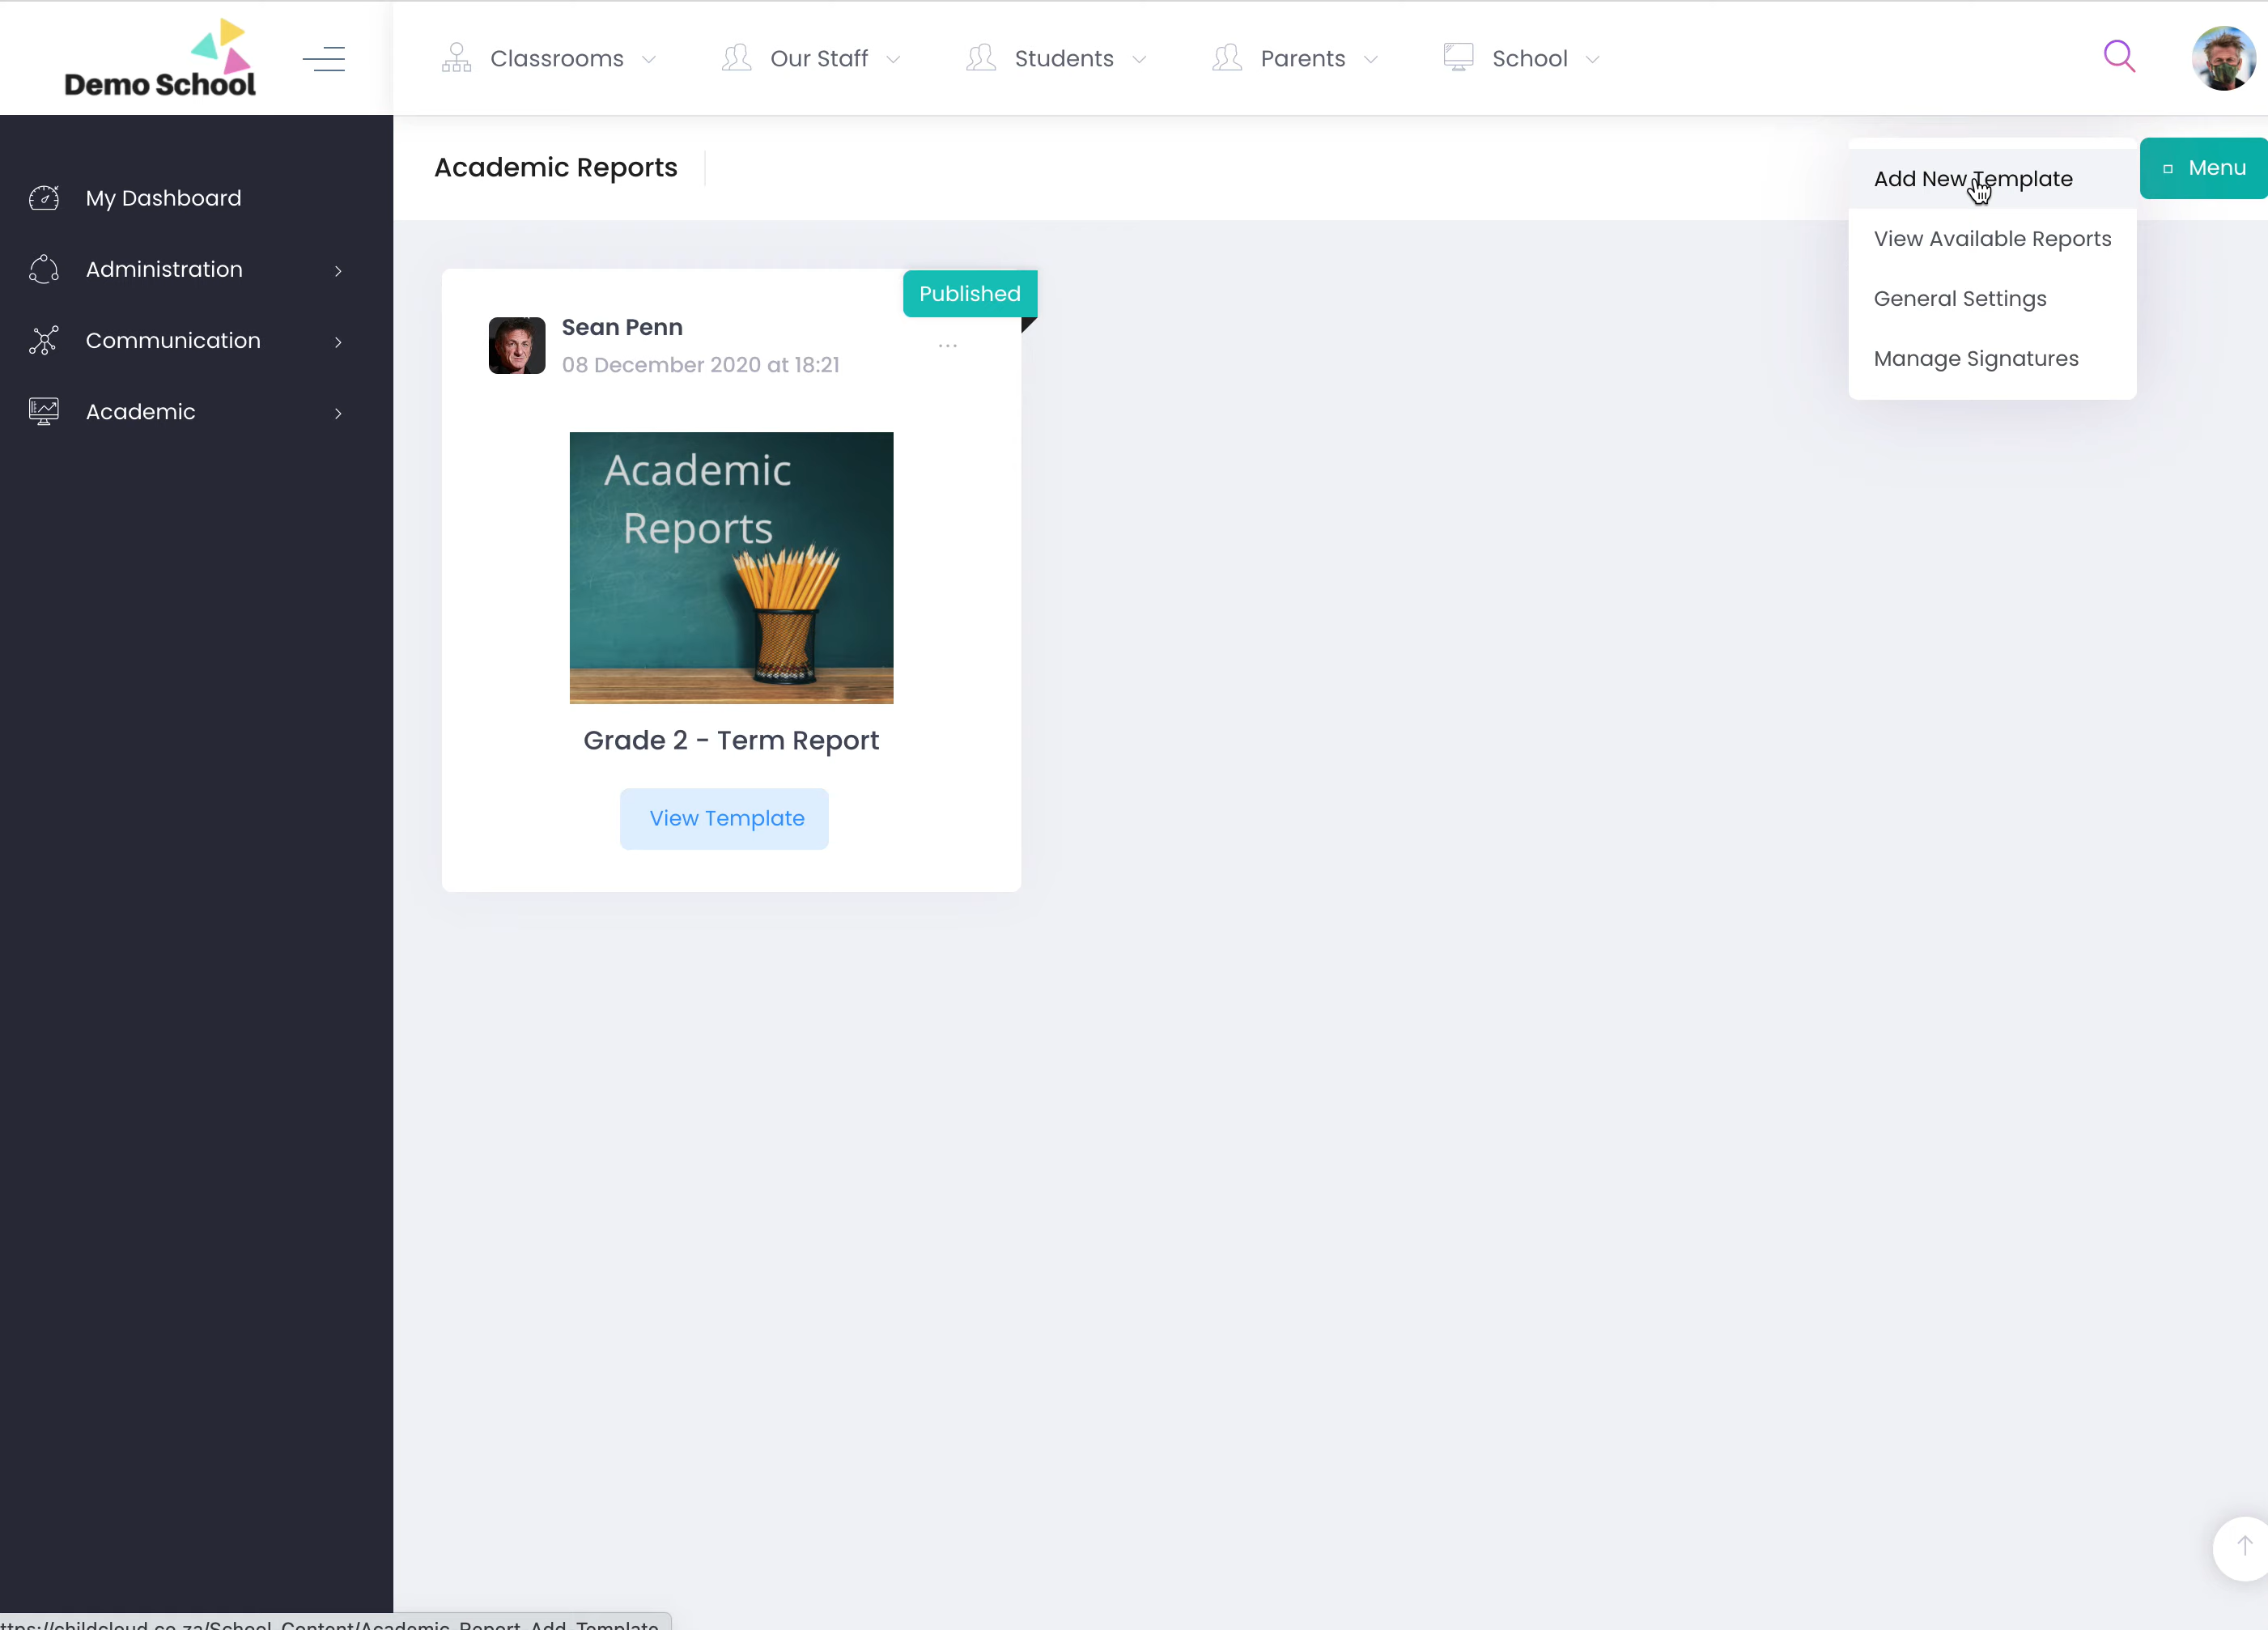 Demo School
Classrooms
Our Staff
Students
Parents
School
My Dashboard
Administration
Communication
Academic
Academic Reports
Menu
Add New Template
View Available Reports
General Settings
Manage Signatures
Published
Sean Penn
08 December 2020 at 18:21
...
Academic
Reports
Grade 2 - Term Report
View Template
ttps://childcloud.co.za/School_Content/Academic_Report_Add_Template